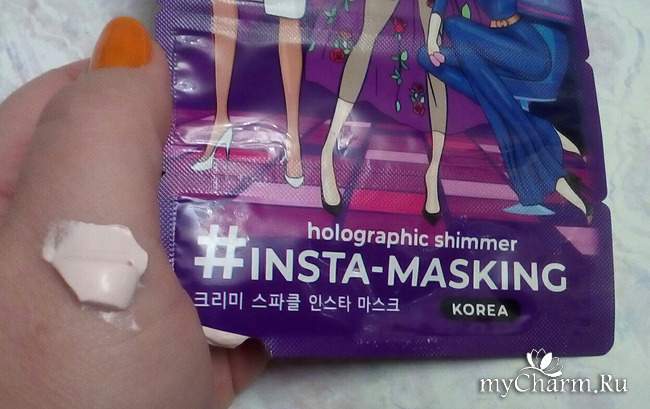 holographic shimmer
#INSTA-MASKING
크리미 스파클 인스타 마스크
KOREA
myCharm.Ru